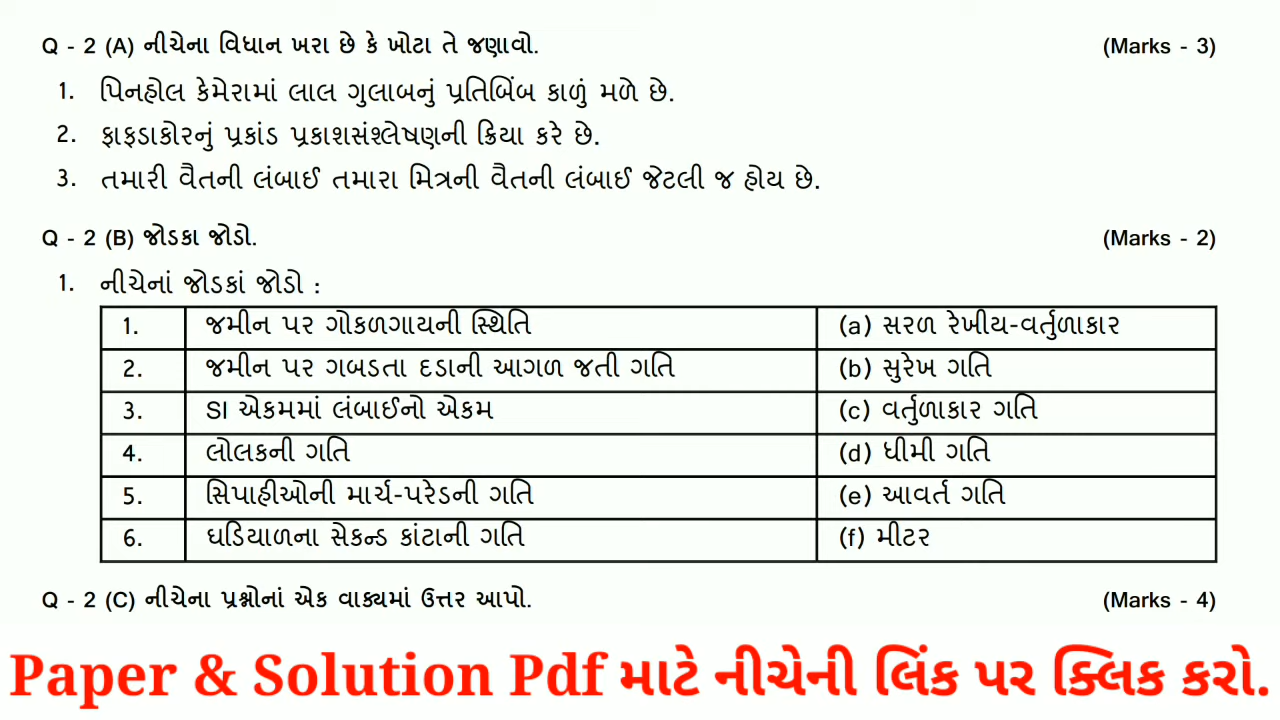 Q - 2 (A) નીચેના વિધાન ખરા છે કે ખોટા તે જણાવો. (Marks - 3)
1. પિનહોલ કેમેરામાં લાલ ગુલાબનું પ્રતિબિંબ કાળું મળે છે.
2. ફાફડાકોરનું પ્રકાંડ પ્રકાશસંશ્લેષણની ક્રિયા કરે છે.
3. તમારી વૈતની લંબાઈ તમારા મિત્રની વૈતની લંબાઈ જેટલી જ હોય છે.
Q - 2 (B) જોડકા જોડો. (Marks - 2)
1. નીચેનાં જોડકાં જોડો :
1. જમીન પર ગોકળગાયની સ્થિતિ (a) સરળ રેખીય-વર્તુળાકાર
2. જમીન પર ગબડતા દડાની આગળ જતી ગતિ (b) સુરેખ ગતિ
3. SI એકમમાં લંબાઈનો એકમ (c) વર્તુળાકાર ગતિ
4. લોલકની ગતિ (d) ધીમી ગતિ
5. સિપાહીઓની માર્ચ-પરેડની ગતિ (e) આવર્ત ગતિ
6. ઘડિયાળના સેકન્ડ કાંટાની ગતિ (f) મીટર
Q - 2 (C) નીચેના પ્રશ્નોનાં એક વાક્યમાં ઉત્તર આપો. (Marks - 4)
Paper & Solution Pdf માટે નીચેની લિંક પર ક્લિક કરો.